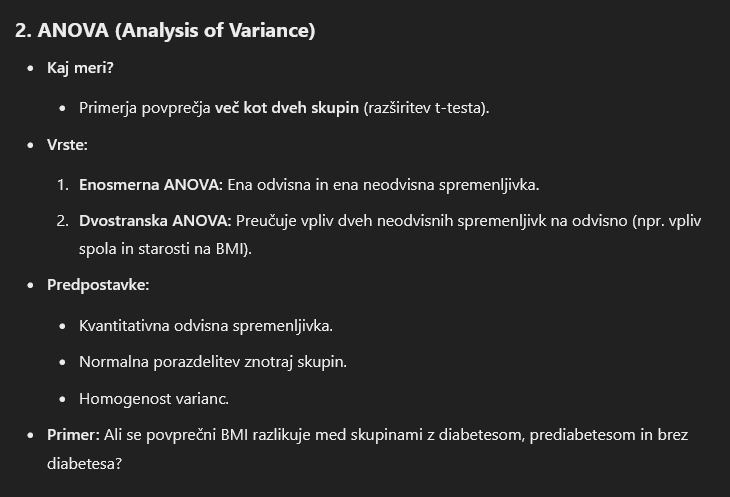 2. ANOVA (Analysis of Variance)
• Kaj meri?
• Primerja povprečja več kot dveh skupin (razširitev t-testa).
• Vrste:
1. Enosmerna ANOVA: Ena odvisna in ena neodvisna spremenljivka.
2. Dvostranska ANOVA: Preučuje vpliv dveh neodvisnih spremenljivk na odvisno (npr. vpliv
spola in starosti na BMI).
• Predpostavke:
• Kvantitativna odvisna spremenljivka.
• Normalna porazdelitev znotraj skupin.
• Homogenost varianc.
• Primer: Ali se povprečni BMI razlikuje med skupinami z diabetesom, prediabetesom in brez
diabetesa?